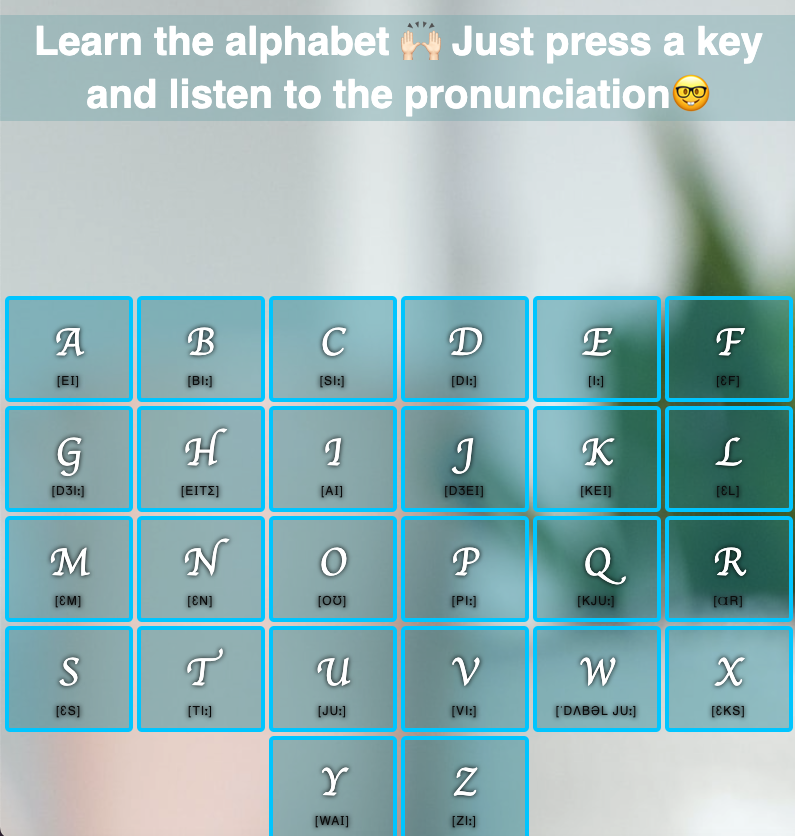 Learn the alphabet 🙌🏻 Just press a key
and listen to the pronunciation🤓
A B C D E F
[EI] [BI:] [SI:] [DI:] [I:] [ƐF]
G H I J K L
[DƷI:] [EITƩ] [AI] [DƷEI] [KEI] [ƐL]
M N O P Q R
[ƐM] [ƐN] [OƱ] [PI:] [KJU:] [ⱭR]
S T U V W X
[ƐS] [TI:] [JU:] [VI:] [ˈDɅBƏL JU:] [ƐKS]
Y Z
[WAI] [ZI:]